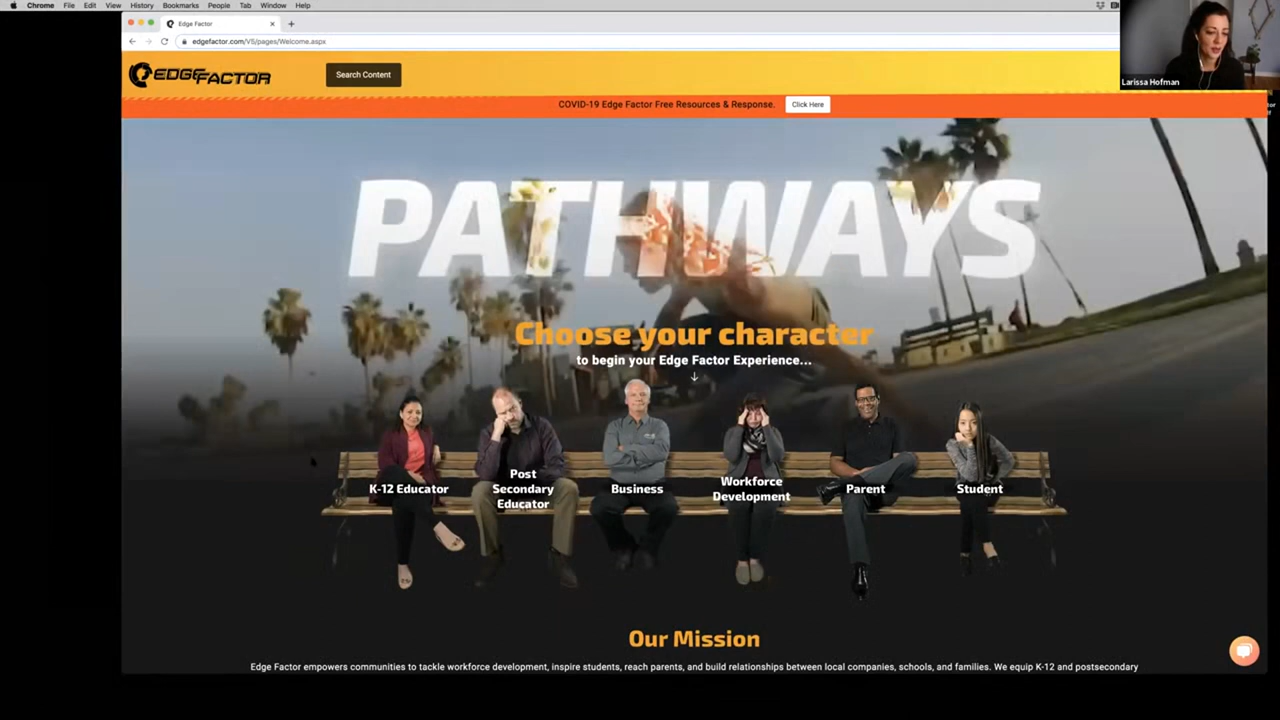 Chrome File Edit View History Bookmarks People Tab Window Help
Edge Factor
edgefactor.com/V5/pages/Welcome.aspx
EDGE FACTOR
Search Content
Larissa Hofman
COVID-19 Edge Factor Free Resources & Response. Click Here
PATHWAYS
Choose your character
to begin your Edge Factor Experience...
K-12 Educator
Post
Secondary
Educator
Business
Workforce
Development
Parent
Student
Our Mission
Edge Factor empowers communities to tackle workforce development, inspire students, reach parents, and build relationships between local companies, schools, and families. We equip K-12 and postsecondary